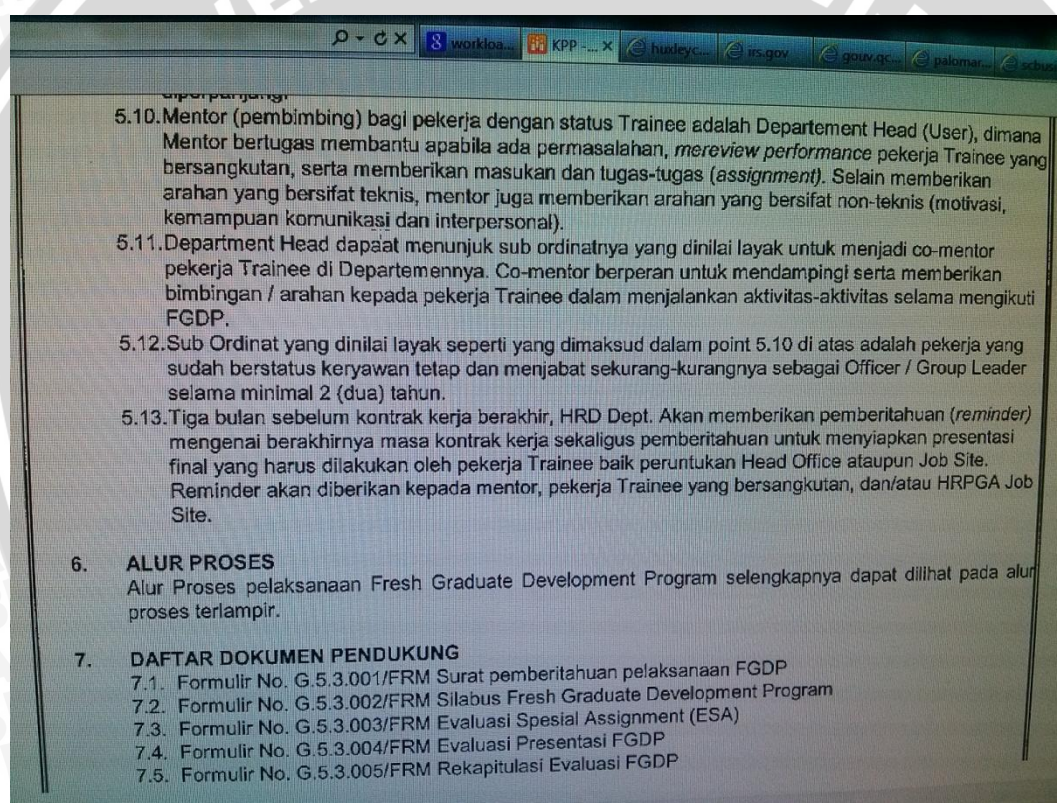 workloa...
KPP -...
huxleyc...
irs.gov
gouv.qc...
palomar...
diperpanjang.
5.10.Mentor (pembimbing) bagi pekerja dengan status Trainee adalah Departement Head (User), dimana
Mentor bertugas membantu apabila ada permasalahan, mereview performance pekerja Trainee yang
bersangkutan, serta memberikan masukan dan tugas-tugas (assignment). Selain memberikan
arahan yang bersifat teknis, mentor juga memberikan arahan yang bersifat non-teknis (motivasi,
kemampuan komunikasi dan interpersonal).
5.11.Department Head dapaat menunjuk sub ordinatnya yang dinilai layak untuk menjadi co-mentor
pekerja Trainee di Departemennya. Co-mentor berperan untuk mendampingi serta memberikan
bimbingan / arahan kepada pekerja Trainee dalam menjalankan aktivitas-aktivitas selama mengikuti
FGDP.
5.12.Sub Ordinat yang dinilai layak seperti yang dimaksud dalam point 5.10 di atas adalah pekerja yang
sudah berstatus keryawan tetap dan menjabat sekurang-kurangnya sebagai Officer / Group Leader
selama minimal 2 (dua) tahun.
5.13.Tiga bulan sebelum kontrak kerja berakhir, HRD Dept. Akan memberikan pemberitahuan (reminder)
mengenai berakhirnya masa kontrak kerja sekaligus pemberitahuan untuk menyiapkan presentasi
final yang harus dilakukan oleh pekerja Trainee baik peruntukan Head Office ataupun Job Site.
Reminder akan diberikan kepada mentor, pekerja Trainee yang bersangkutan, dan/atau HRPGA Job
Site.
6. ALUR PROSES
Alur Proses pelaksanaan Fresh Graduate Development Program selengkapnya dapat dilihat pada alur
proses terlampir.
7. DAFTAR DOKUMEN PENDUKUNG
7.1. Formulir No. G.5.3.001/FRM Surat pemberitahuan pelaksanaan FGDP
7.2. Formulir No. G.5.3.002/FRM Silabus Fresh Graduate Development Program
7.3. Formulir No. G.5.3.003/FRM Evaluasi Spesial Assignment (ESA)
7.4. Formulir No. G.5.3.004/FRM Evaluasi Presentasi FGDP
7.5. Formulir No. G.5.3.005/FRM Rekapitulasi Evaluasi FGDP